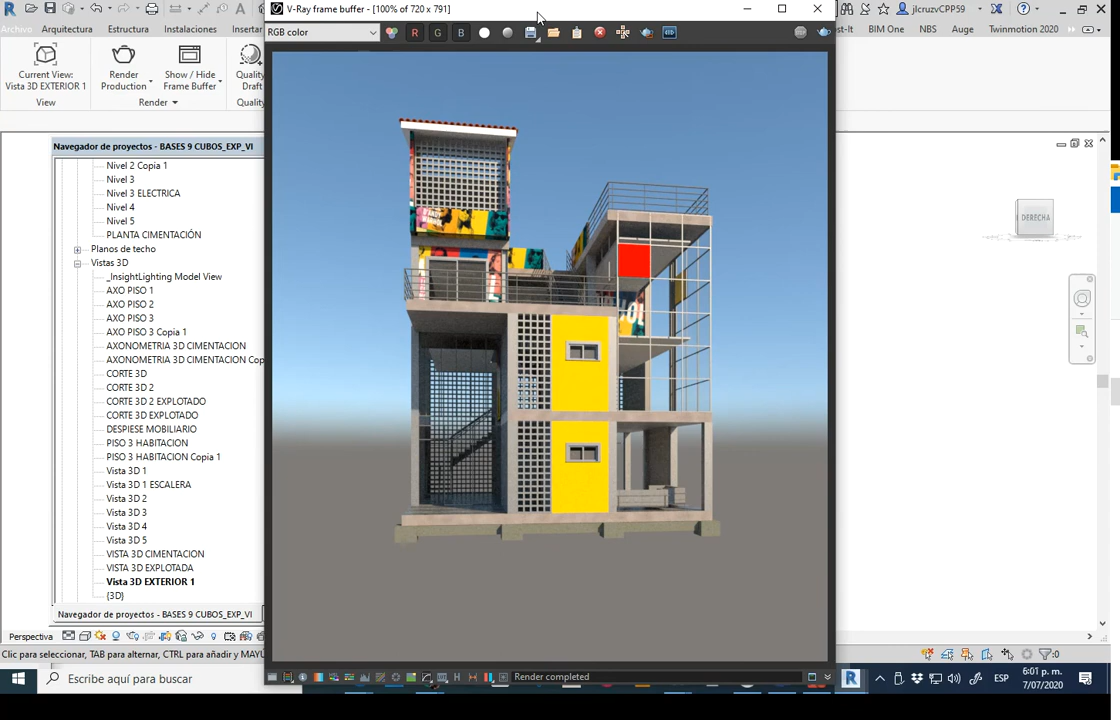 V-Ray frame buffer - [100% of 720 x 791]
RGB color
R G B
jlcruzvCPP59
Archivo Arquitectura Estructura Instalaciones Insertar
st-It BIM One NBS Auge Twinmotion 2020
Current View:
Vista 3D EXTERIOR 1
Render
Production
Show / Hide
Frame Buffer
Quality
Draft
View
Render
Quality
Navegador de proyectos - BASES 9 CUBOS_EXP_VI
Nivel 2 Copia 1
Nivel 3
Nivel 3 ELECTRICA
Nivel 4
Nivel 5
PLANTA CIMENTACIÓN
Planos de techo
Vistas 3D
_InsightLighting Model View
AXO PISO 1
AXO PISO 2
AXO PISO 3
AXO PISO 3 Copia 1
AXONOMETRIA 3D CIMENTACION
AXONOMETRIA 3D CIMENTACION Cop
CORTE 3D
CORTE 3D 2
CORTE 3D 2 EXPLOTADO
CORTE 3D EXPLOTADO
DESPIESE MOBILIARIO
PISO 3 HABITACION
PISO 3 HABITACION Copia 1
Vista 3D 1
Vista 3D 1 ESCALERA
Vista 3D 2
Vista 3D 3
Vista 3D 4
Vista 3D 5
VISTA 3D CIMENTACION
VISTA 3D EXPLOTADA
Vista 3D EXTERIOR 1
{3D}
Navegador de proyectos - BASES 9 CUBOS_EXP_VI
DERECHA
Perspectiva
Clic para seleccionar, TAB para alternar, CTRL para añadir y MAYÚ
:0
Render completed
Escribe aquí para buscar
ESP
6:01 p. m.
7/07/2020